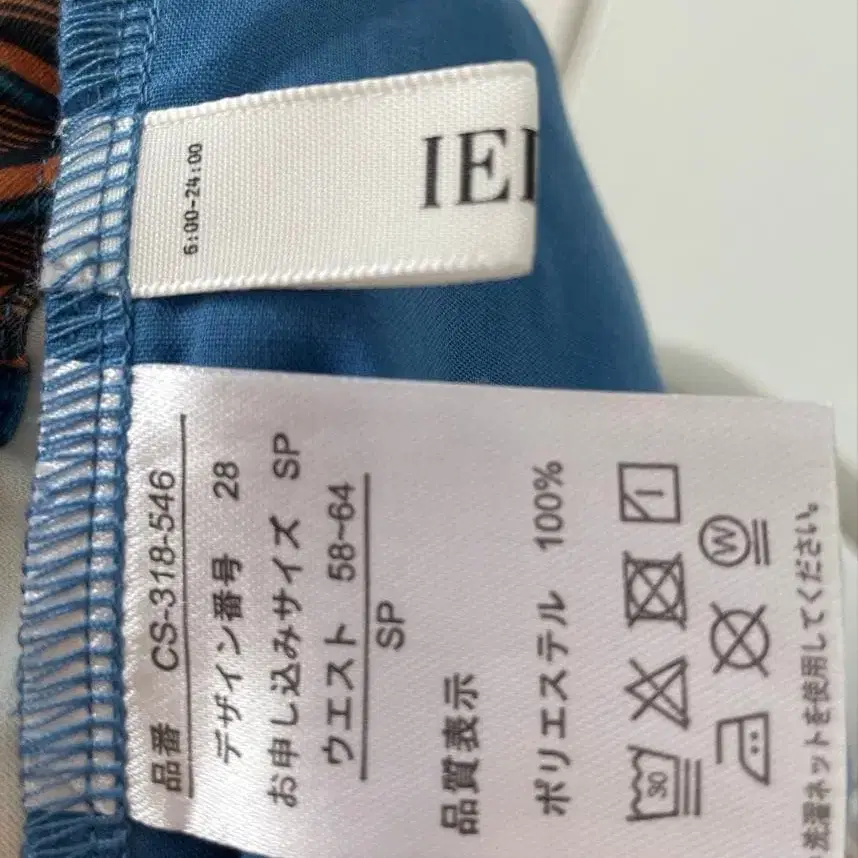 6:00-24:00
IEI
品番 CS-318-546
デザイン番号 28
お申し込みサイズ SP
ウエスト 58~64
SP
品質表示
ポリエステル 100%
30
W
洗濯ネットを使用してください。